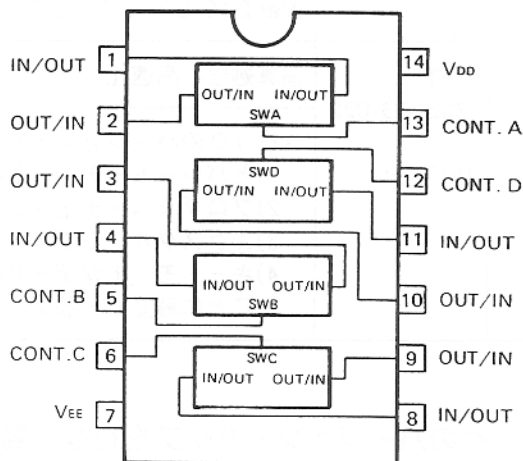 IN/OUT 1 14 VDD
OUT/IN IN/OUT
SWA
OUT/IN 2 13 CONT. A
SWD
OUT/IN 3 12 CONT. D
OUT/IN IN/OUT
IN/OUT 4 11 IN/OUT
IN/OUT OUT/IN
SWB
CONT.B 5 10 OUT/IN
CONT.C 6 9 OUT/IN
SWC
IN/OUT OUT/IN
VEE 7 8 IN/OUT